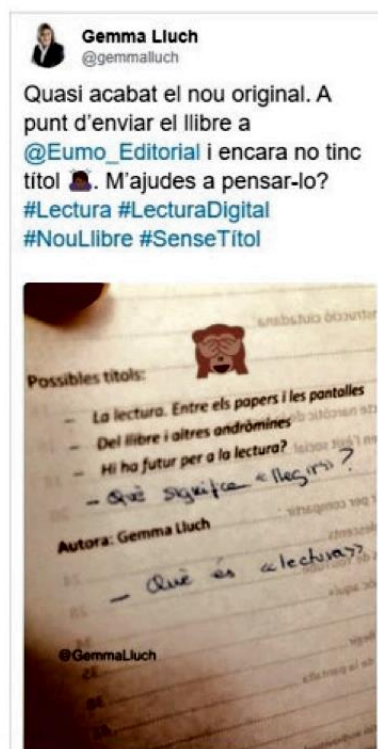 Gemma Lluch
@gemmalluch
Quasi acabat el nou original. A
punt d'enviar el llibre a
@Eumo_Editorial i encara no tinc
títol 🙇🏾‍♀️. M'ajudes a pensar-lo?
#Lectura #LecturaDigital
#NouLlibre #SenseTítol
Possibles títols:
– La lectura. Entre els papers i les pantalles
– Del llibre i altres andròmines
– Hi ha futur per a la lectura?
– Què significa «llegir»?
Autora: Gemma Lluch
– Què és «lectura»?
@GemmaLluch